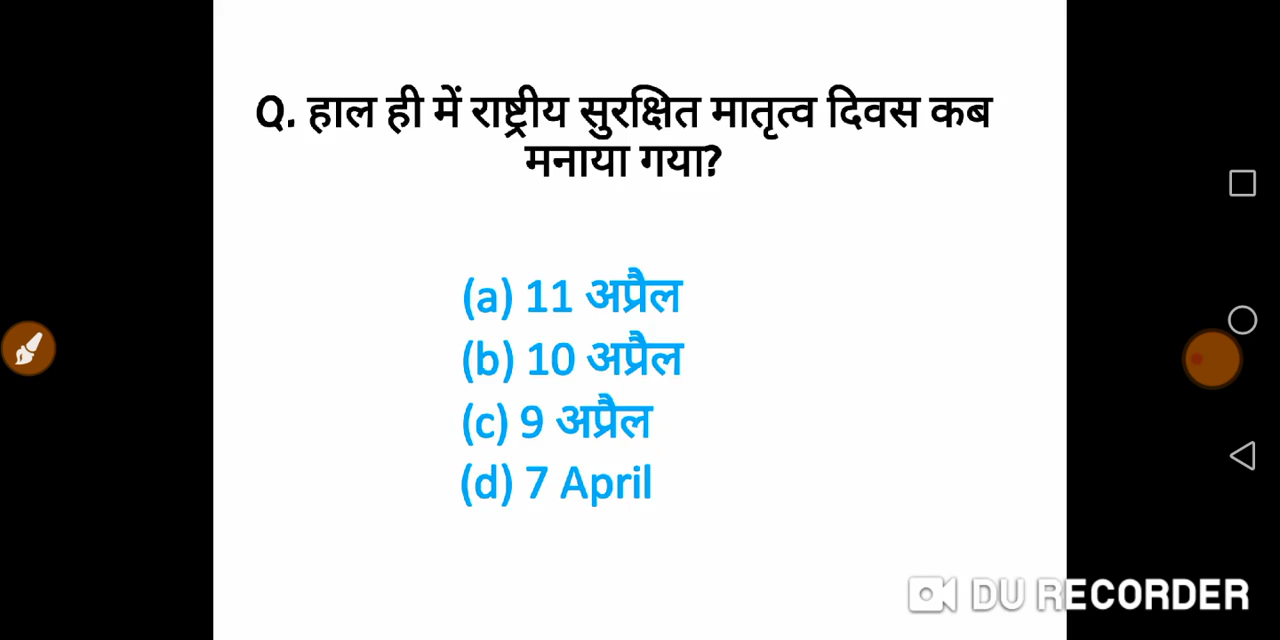 Q. हाल ही में राष्ट्रीय सुरक्षित मातृत्व दिवस कब
मनाया गया?
(a) 11 अप्रैल
(b) 10 अप्रैल
(c) 9 अप्रैल
(d) 7 April
DU RECORDER